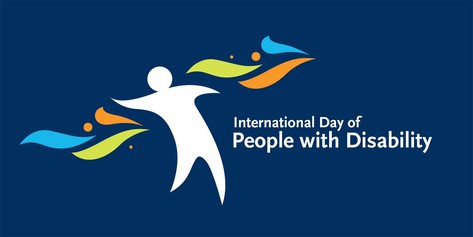 International Day of
People with Disability